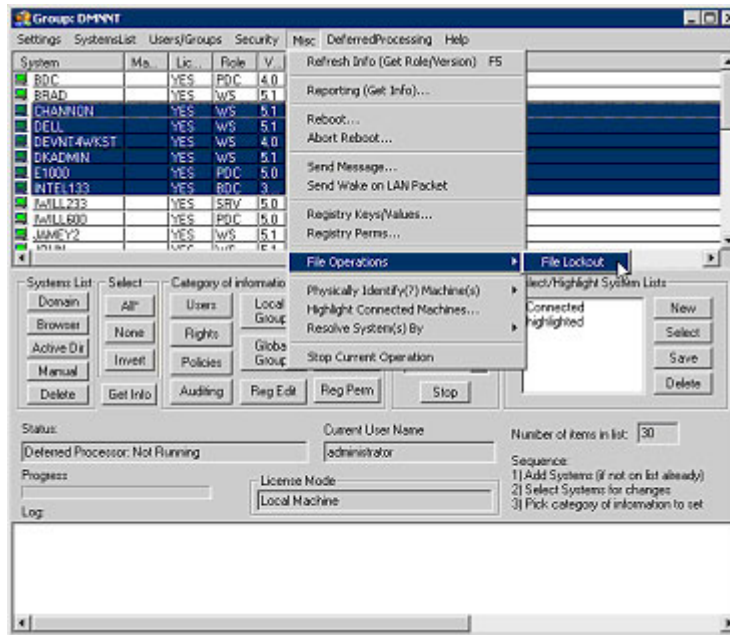 Group: DMNNT
Settings SystemsList Users/Groups Security Misc DeferredProcessing Help
System Ma.. Lic... Role V...
BDC YES PDC 4.0
BRAD YES WS 5.1
CHANNON YES WS 5.1
DELL YES WS 5.1
DEVNT4WKST YES WS 4.0
DKADMIN YES WS 5.1
E1000 YES PDC 5.0
INTEL133 YES BDC 3...
IWILL233 YES SRV 5.0
IWILL600 YES PDC 5.0
JAMEY2 YES WS 5.1
Refresh Info (Get Role/Version) F5
Reporting (Get Info)...
Reboot...
Abort Reboot...
Send Message...
Send Wake on LAN Packet
Registry Keys/Values...
Registry Perms...
File Operations
File Lockout
Physically Identify(?) Machine(s)
Highlight Connected Machines...
Resolve System(s) By
Stop Current Operation
Systems List
Domain
Browser
Active Dir
Manual
Delete
Select
All*
None
Invert
Get Info
Category of informatio
Users
Rights
Policies
Auditing
Local
Group
Global
Group
Reg Edit
Reg Perm
Stop
elect/Highlight System Lists
Connected
highlighted
New
Select
Save
Delete
Status:
Deferred Processor: Not Running
Current User Name
administrator
Number of items in list: 30
Progress
License Mode
Local Machine
Sequence:
1) Add Systems (if not on list already)
2) Select Systems for changes
3) Pick category of information to set
Log: